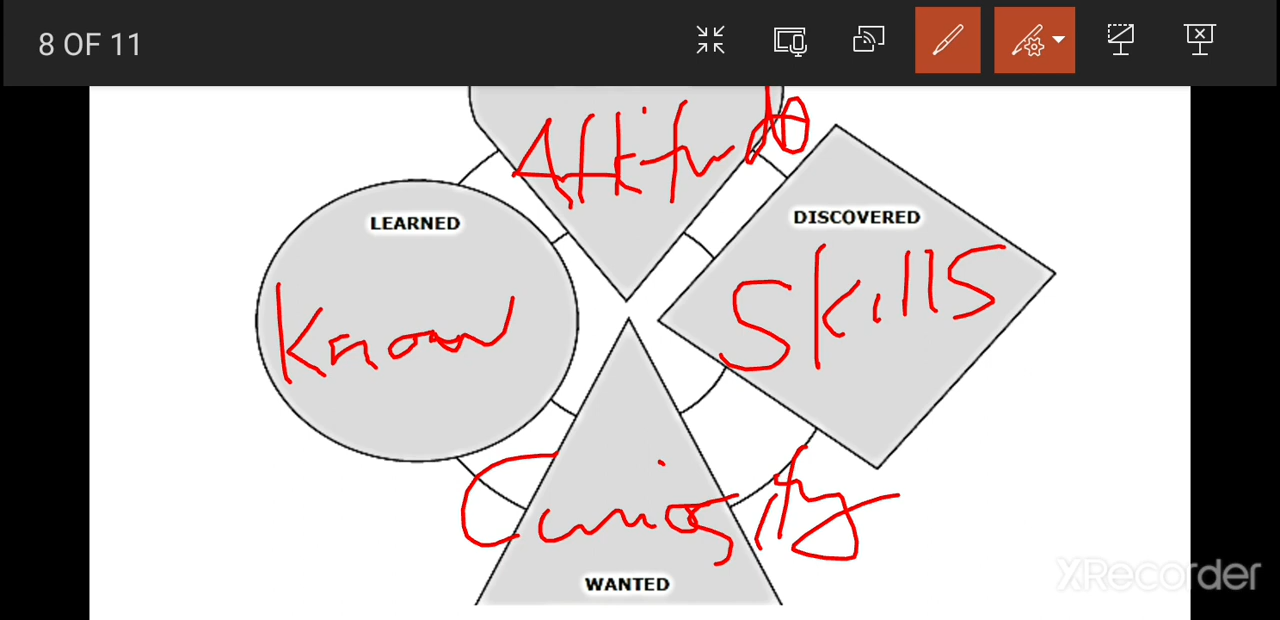 8 OF 11
Attitude
LEARNED
DISCOVERED
Know
Skills
Curiosity
WANTED
XRecorder